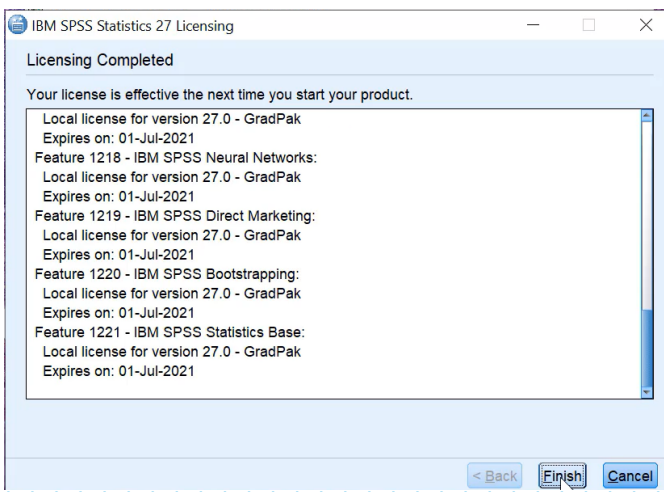 IBM SPSS Statistics 27 Licensing
Licensing Completed
Your license is effective the next time you start your product.
Local license for version 27.0 - GradPak
Expires on: 01-Jul-2021
Feature 1218 - IBM SPSS Neural Networks:
Local license for version 27.0 - GradPak
Expires on: 01-Jul-2021
Feature 1219 - IBM SPSS Direct Marketing:
Local license for version 27.0 - GradPak
Expires on: 01-Jul-2021
Feature 1220 - IBM SPSS Bootstrapping:
Local license for version 27.0 - GradPak
Expires on: 01-Jul-2021
Feature 1221 - IBM SPSS Statistics Base:
Local license for version 27.0 - GradPak
Expires on: 01-Jul-2021
< Back Finish Cancel